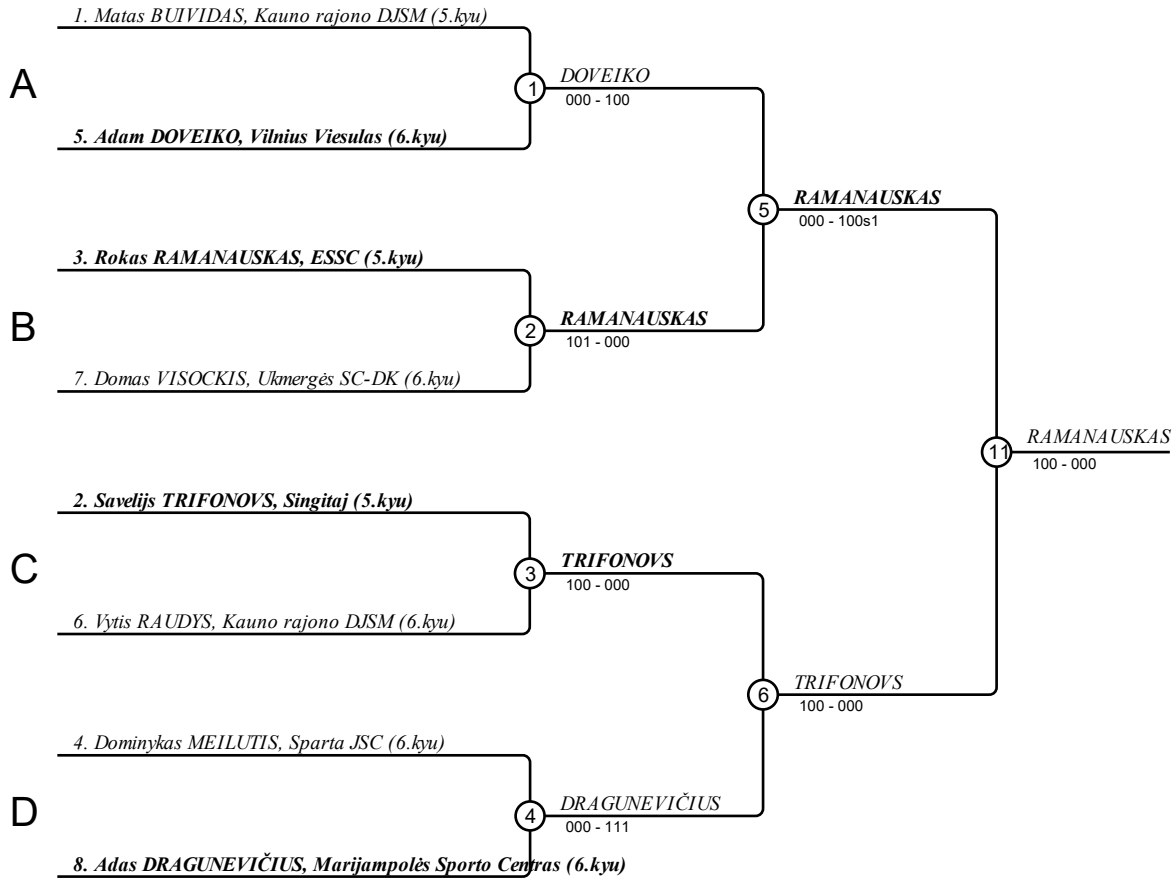 1. Matas BUIVIDAS, Kauno rajono DJSM (5.kyu)
A
1
DOVEIKO
000 - 100
5. Adam DOVEIKO, Vilnius Viesulas (6.kyu)
5
RAMANAUSKAS
000 - 100s1
3. Rokas RAMANAUSKAS, ESSC (5.kyu)
B
2
RAMANAUSKAS
101 - 000
7. Domas VISOCKIS, Ukmergės SC-DK (6.kyu)
11
RAMANAUSKAS
100 - 000
2. Savelijs TRIFONOVS, Singitaj (5.kyu)
C
3
TRIFONOVS
100 - 000
6. Vytis RAUDYS, Kauno rajono DJSM (6.kyu)
6
TRIFONOVS
100 - 000
4. Dominykas MEILUTIS, Sparta JSC (6.kyu)
D
4
DRAGUNEVIČIUS
000 - 111
8. Adas DRAGUNEVIČIUS, Marijampolės Sporto Centras (6.kyu)